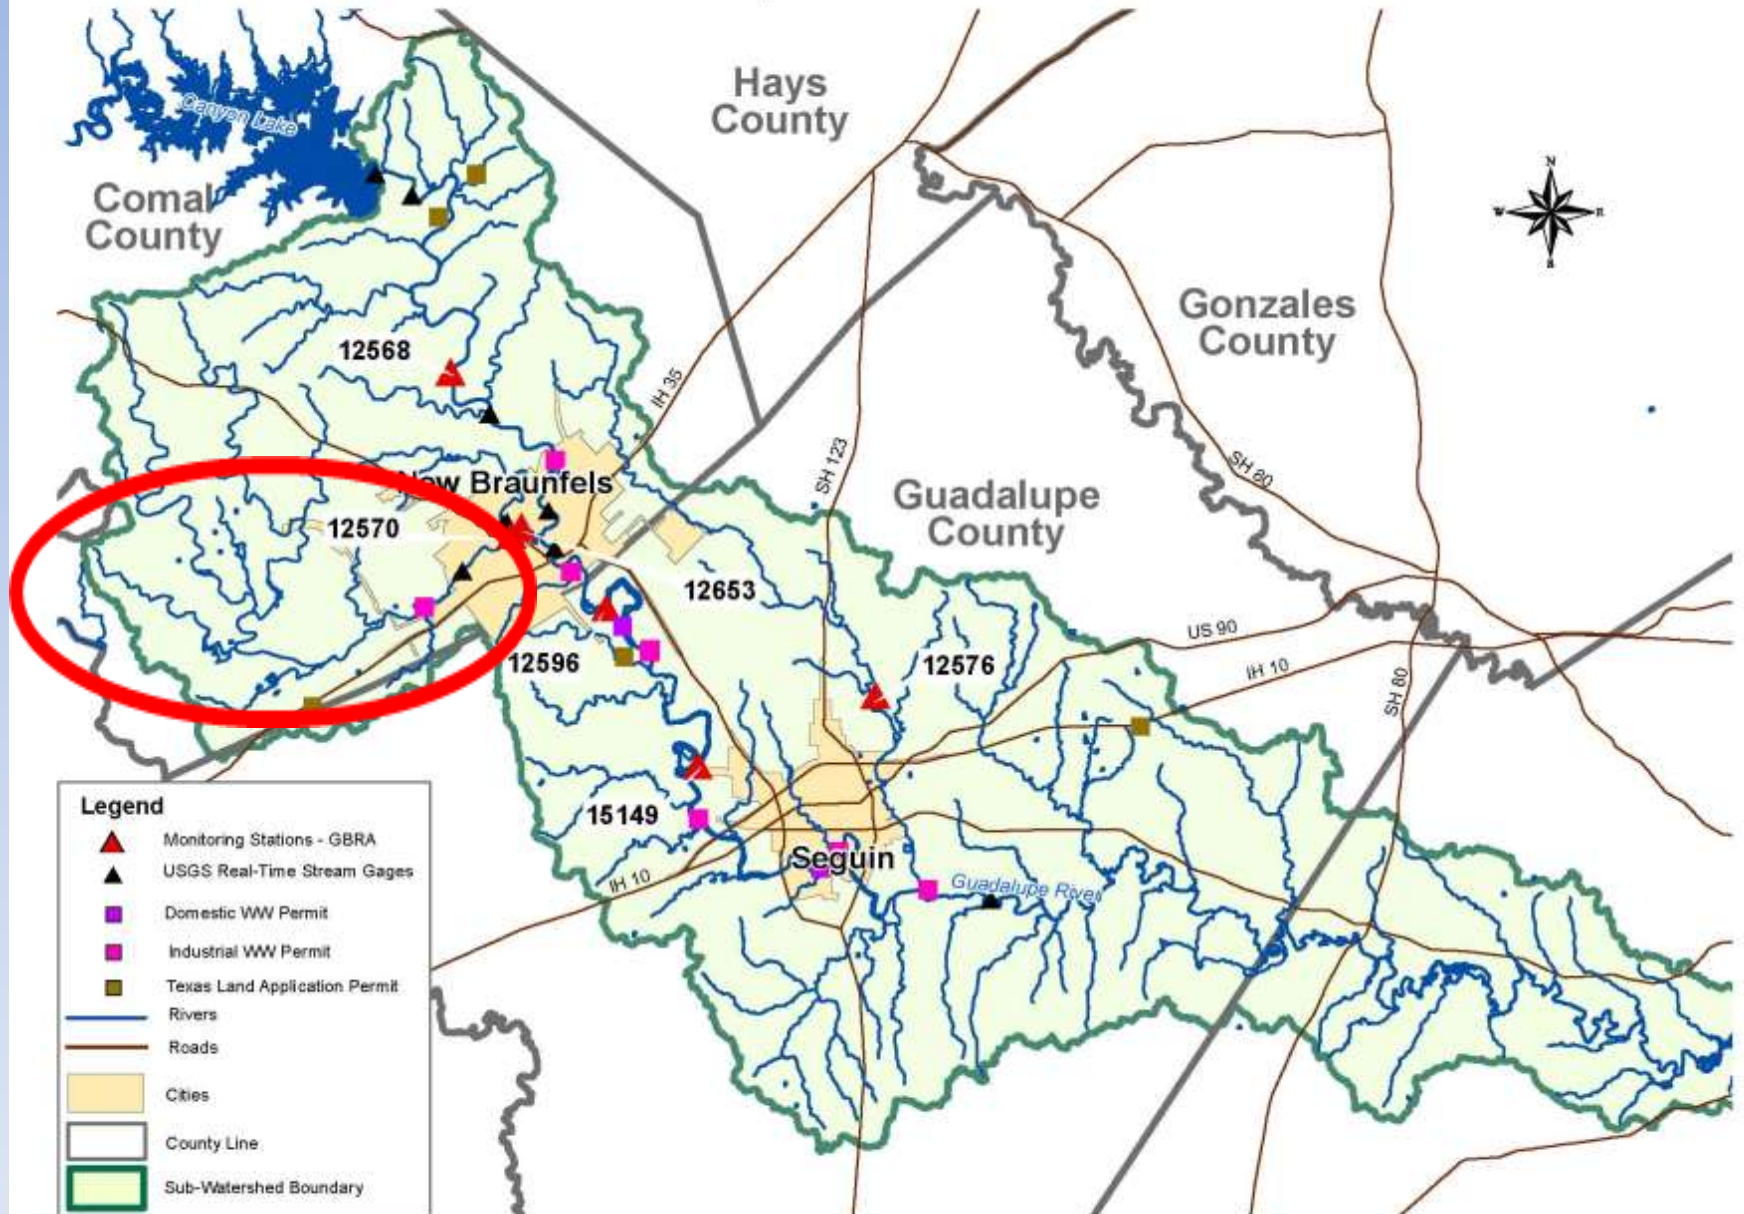 Hays
County
Canyon Lake
Comal
County
N
W
E
S
Gonzales
County
12568
IH 35
SH 123
SH 80
New Braunfels
Guadalupe
County
12570
12653
US 90
12596
12576
IH 10
SH 80
15149
Seguin
IH 10
Guadalupe River
Legend
Monitoring Stations - GBRA
USGS Real-Time Stream Gages
Domestic WW Permit
Industrial WW Permit
Texas Land Application Permit
Rivers
Roads
Cities
County Line
Sub-Watershed Boundary